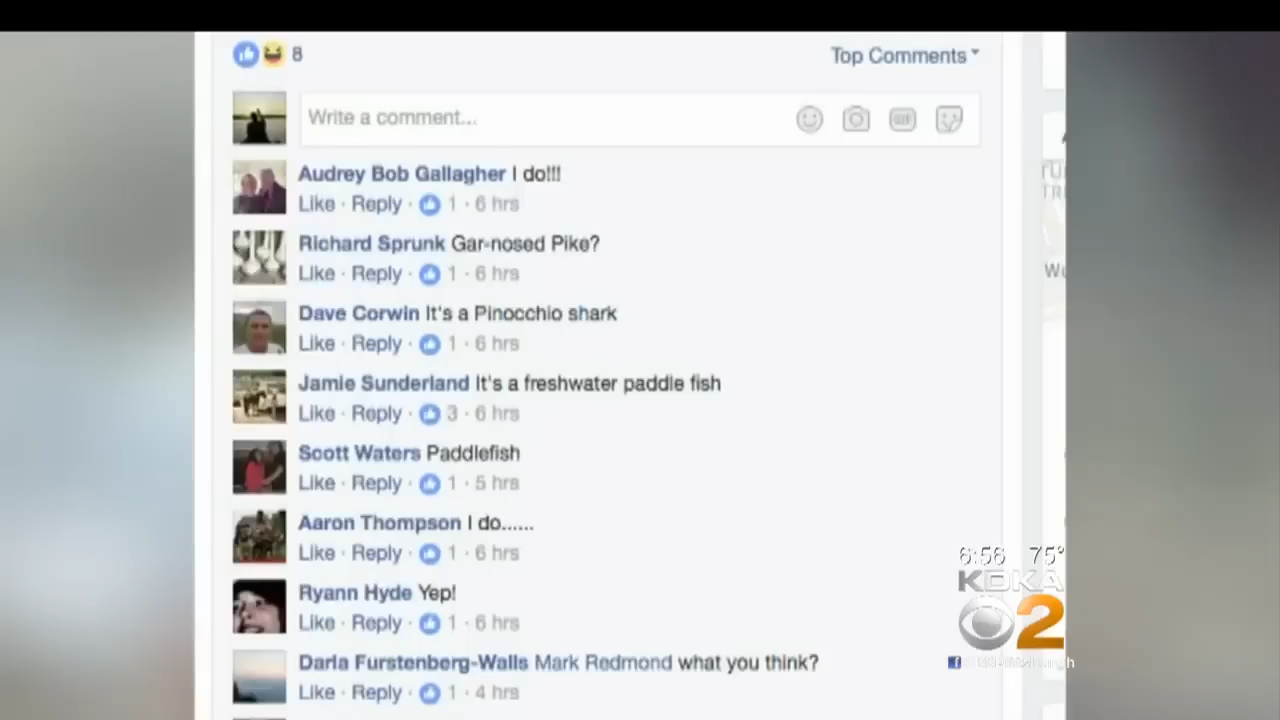 8
Top Comments
Write a comment...
GIF
Audrey Bob Gallagher I do!!!
Like · Reply · 1 · 6 hrs
Richard Sprunk Gar-nosed Pike?
Like · Reply · 1 · 6 hrs
Dave Corwin It's a Pinocchio shark
Like · Reply · 1 · 6 hrs
Jamie Sunderland It's a freshwater paddle fish
Like · Reply · 3 · 6 hrs
Scott Waters Paddlefish
Like · Reply · 1 · 5 hrs
Aaron Thompson I do......
Like · Reply · 1 · 6 hrs
Ryann Hyde Yep!
Like · Reply · 1 · 6 hrs
Darla Furstenberg-Walls Mark Redmond what you think?
Like · Reply · 1 · 4 hrs
6:56 75°
KDKA
2